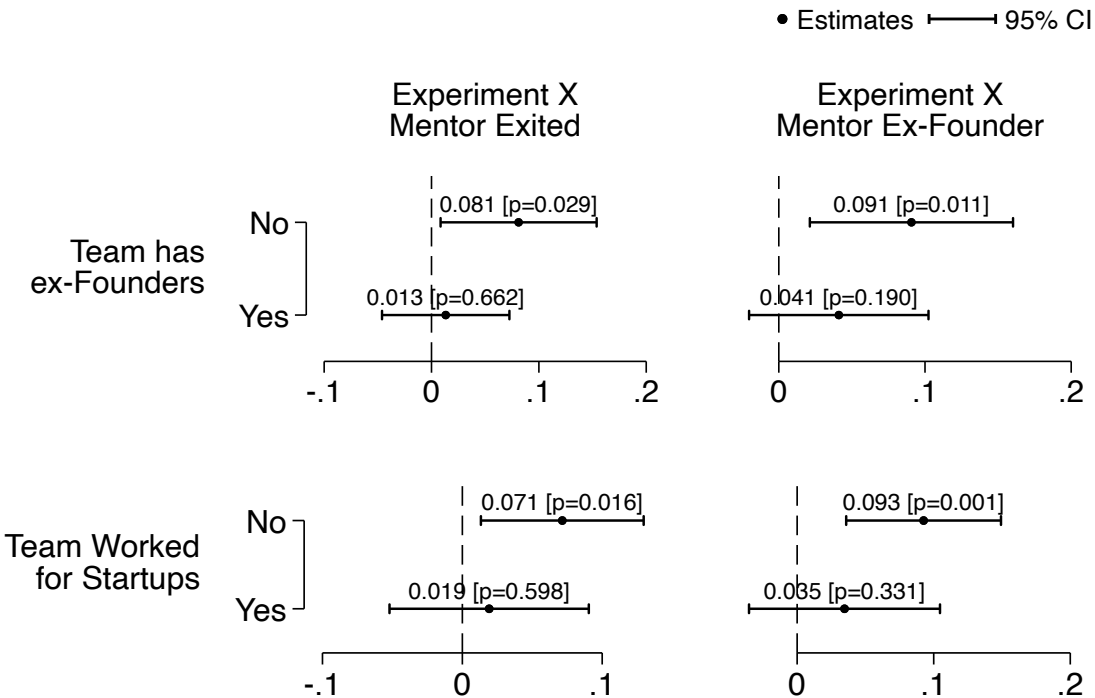 Estimates 95% CI
Experiment X
Mentor Exited
Experiment X
Mentor Ex-Founder
Team has
ex-Founders
No
0.081 [p=0.029]
0.091 [p=0.011]
Yes
0.013 [p=0.662]
0.041 [p=0.190]
-.1 0 .1 .2
0 .1 .2
Team Worked
for Startups
No
0.071 [p=0.016]
0.093 [p=0.001]
Yes
0.019 [p=0.598]
0.035 [p=0.331]
-.1 0 .1
0 .1 .2